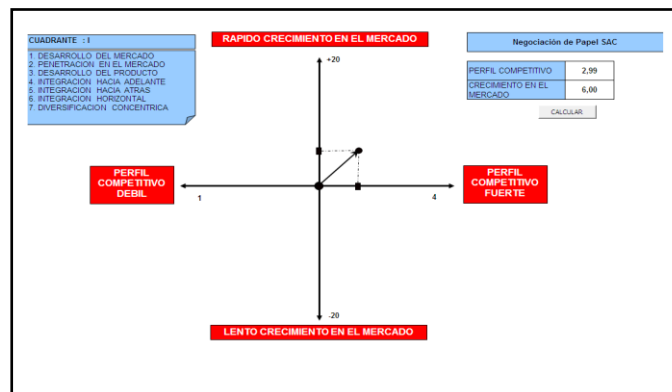 RAPIDO CRECIMIENTO EN EL MERCADO
CUADRANTE : I
1. DESARROLLO DEL MERCADO
2. PENETRACION EN EL MERCADO
3. DESARROLLO DEL PRODUCTO
4. INTEGRACION HACIA ADELANTE
5. INTEGRACION HACIA ATRAS
6. INTEGRACION HORIZONTAL
7. DIVERSIFICACION CONCENTRICA
Negociación de Papel SAC
PERFIL COMPETITIVO 2,99
CRECIMIENTO EN EL
MERCADO 6,00
CALCULAR
+20
PERFIL
COMPETITIVO
DEBIL
1
4
PERFIL
COMPETITIVO
FUERTE
-20
LENTO CRECIMIENTO EN EL MERCADO